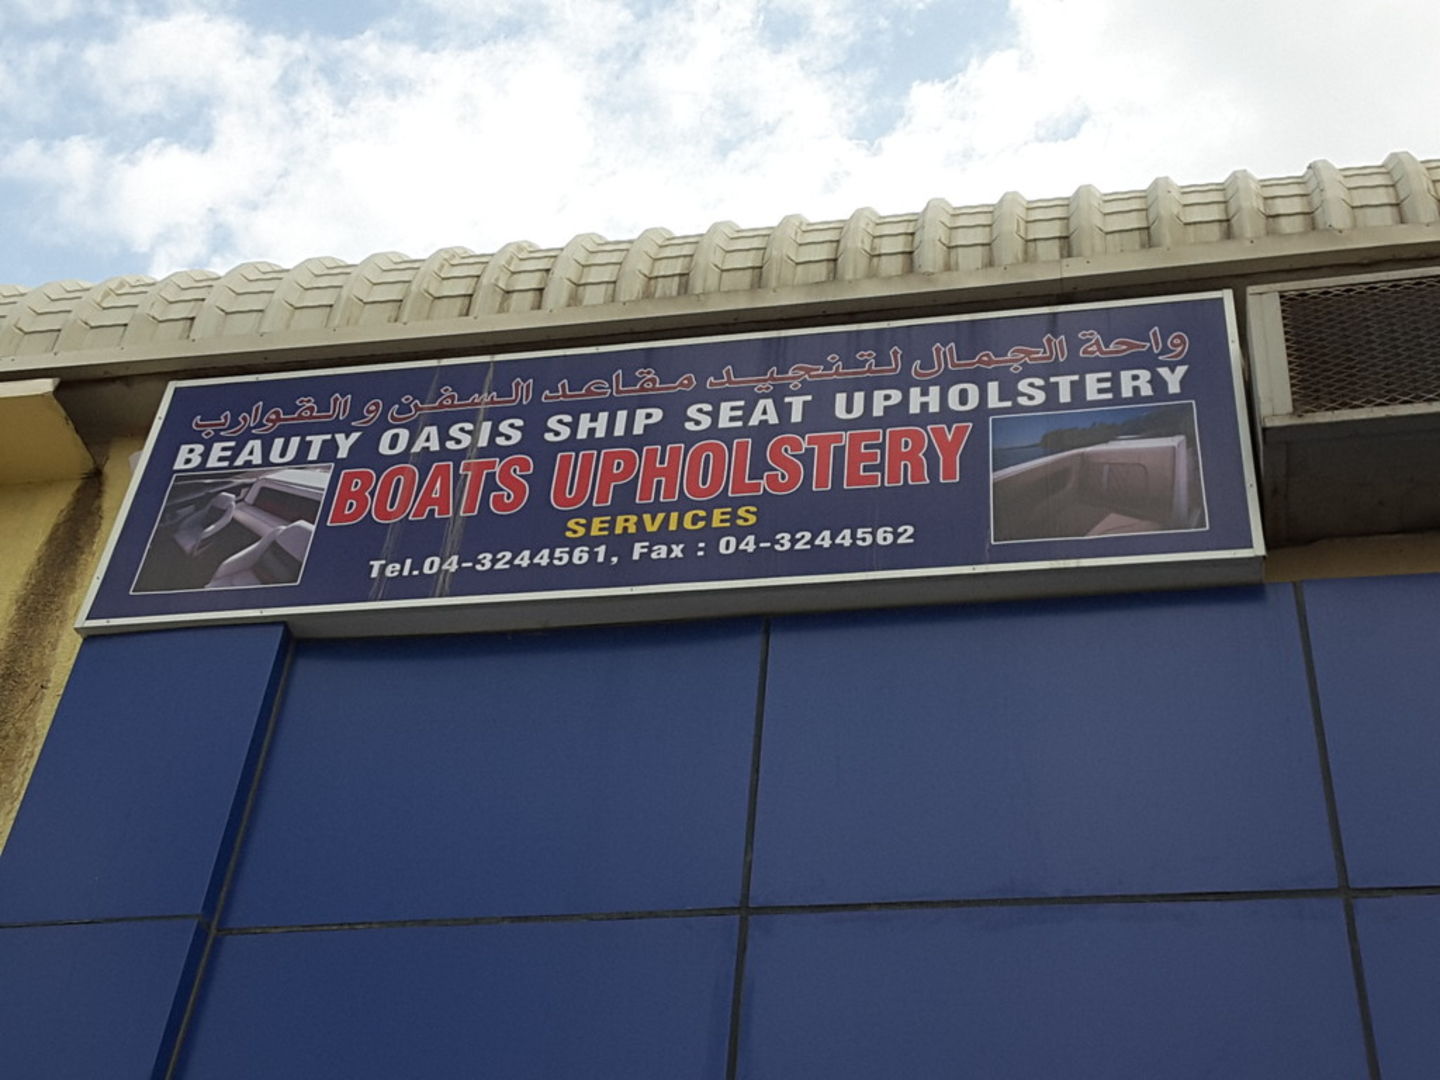 واحة الجمال لتنجيد مقاعد السفن و القوارب
BEAUTY OASIS SHIP SEAT UPHOLSTERY
BOATS UPHOLSTERY
SERVICES
Tel.04-3244561, Fax : 04-3244562